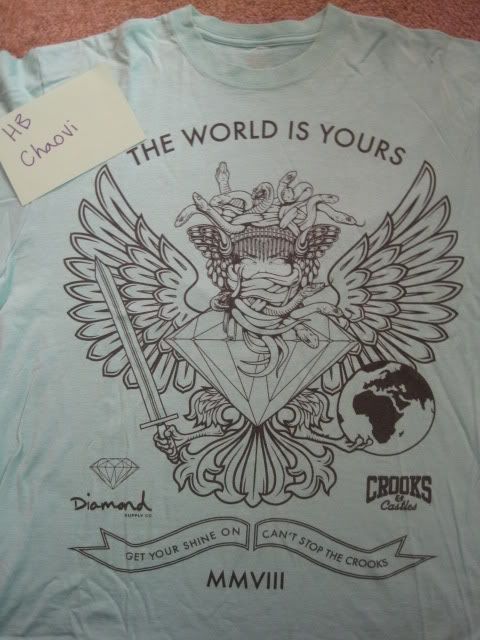 HB
Chaovi
THE WORLD IS YOURS
Diamond
SUPPLY CO
CROOKS
&
Castles
GET YOUR SHINE ON
CAN'T STOP THE CROOKS
MMVIII